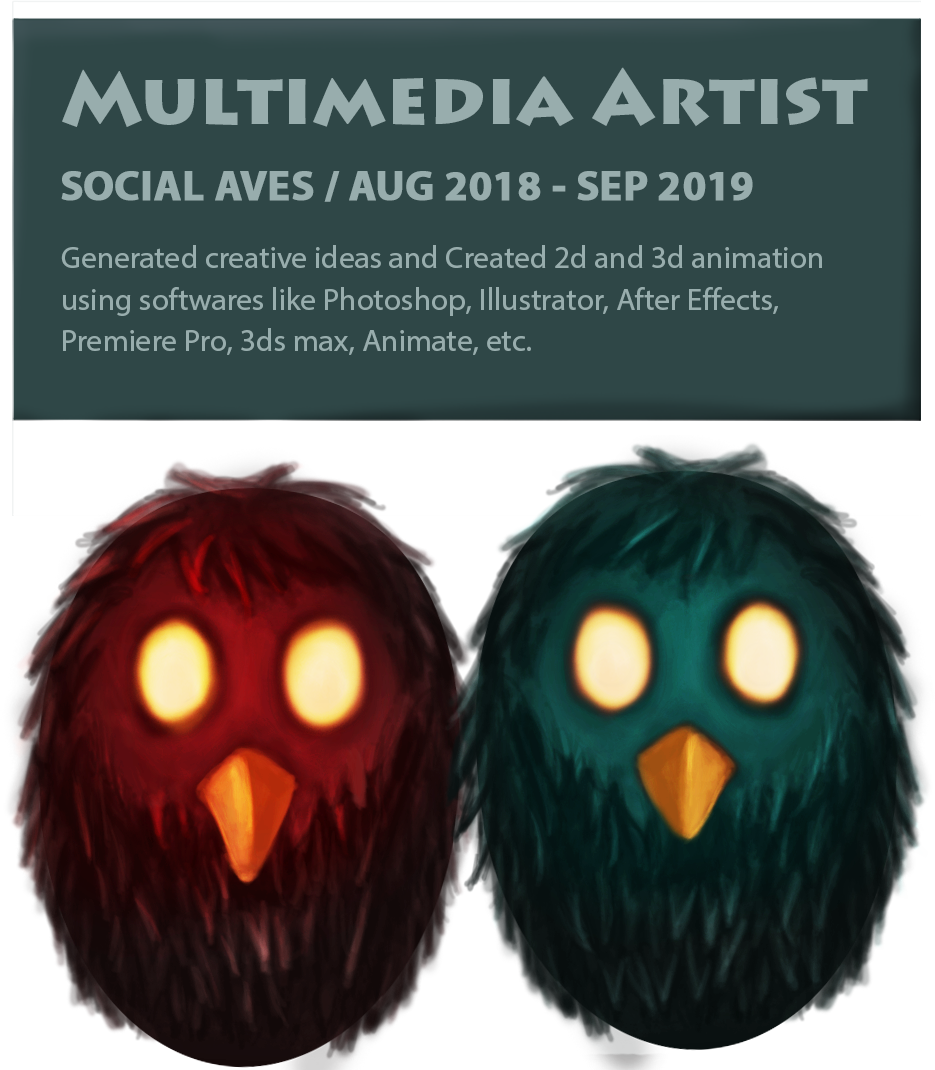 Multimedia Artist
SOCIAL AVES / AUG 2018 - SEP 2019
Generated creative ideas and Created 2d and 3d animation
using softwares like Photoshop, Illustrator, After Effects,
Premiere Pro, 3ds max, Animate, etc.